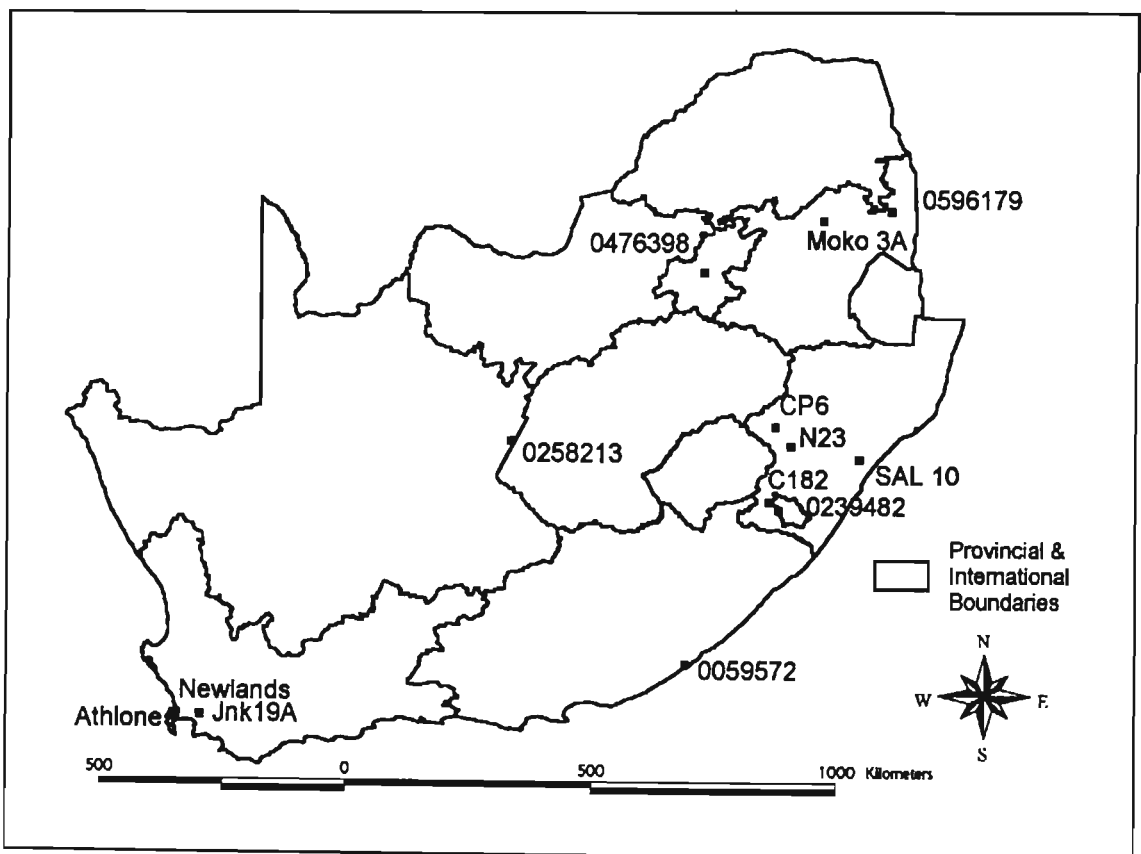 0596179
0476398
Moko 3A
CP6
N23
0258213
SAL 10
C182
0239482
Provincial &
International
Boundaries
N
0059572
W
E
S
Newlands
Athlone
Jnk19A
500
0
500
1000 Kilometers